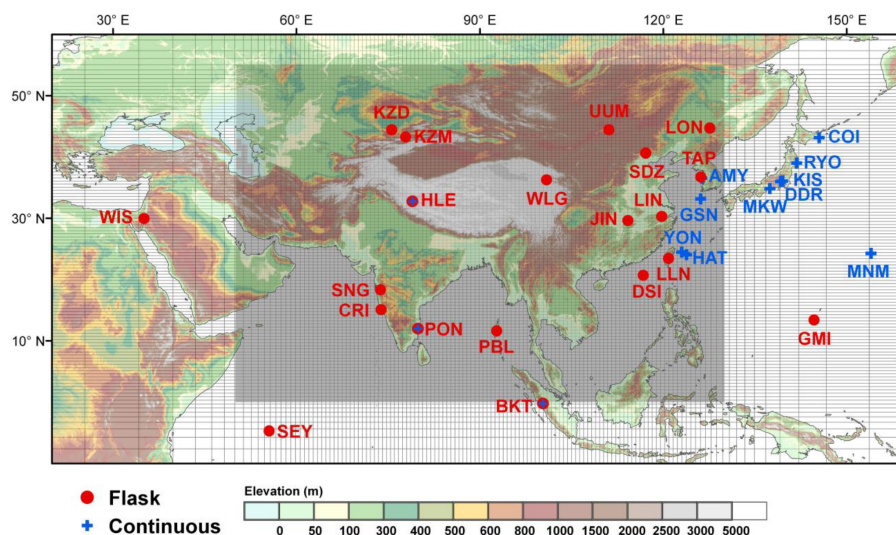 30° E 60° E 90° E 120° E 150° E
50° N
30° N
10° N
KZD
KZM
UUM
LON
COI
SDZ
TAP
AMY
RYO
KIS
DDR
MKW
HLE
WLG
LIN
GSN
WIS
JIN
YON
HAT
MNM
LLN
DSI
SNG
CRI
PON
PBL
GMI
BKT
SEY
Flask
Continuous
Elevation (m)
0 50 100 300 400 500 600 800 1000 1500 2000 2500 3000 5000